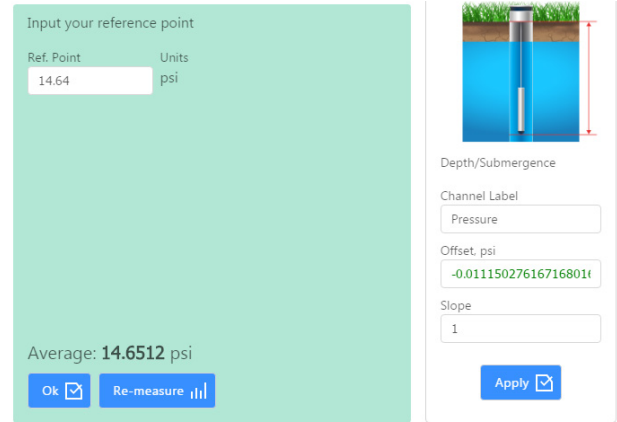 Input your reference point
Ref. Point
Units
14.64
psi
Average: 14.6512 psi
Ok
Re-measure
Depth/Submergence
Channel Label
Pressure
Offset, psi
-0.01115027616716801
Slope
1
Apply